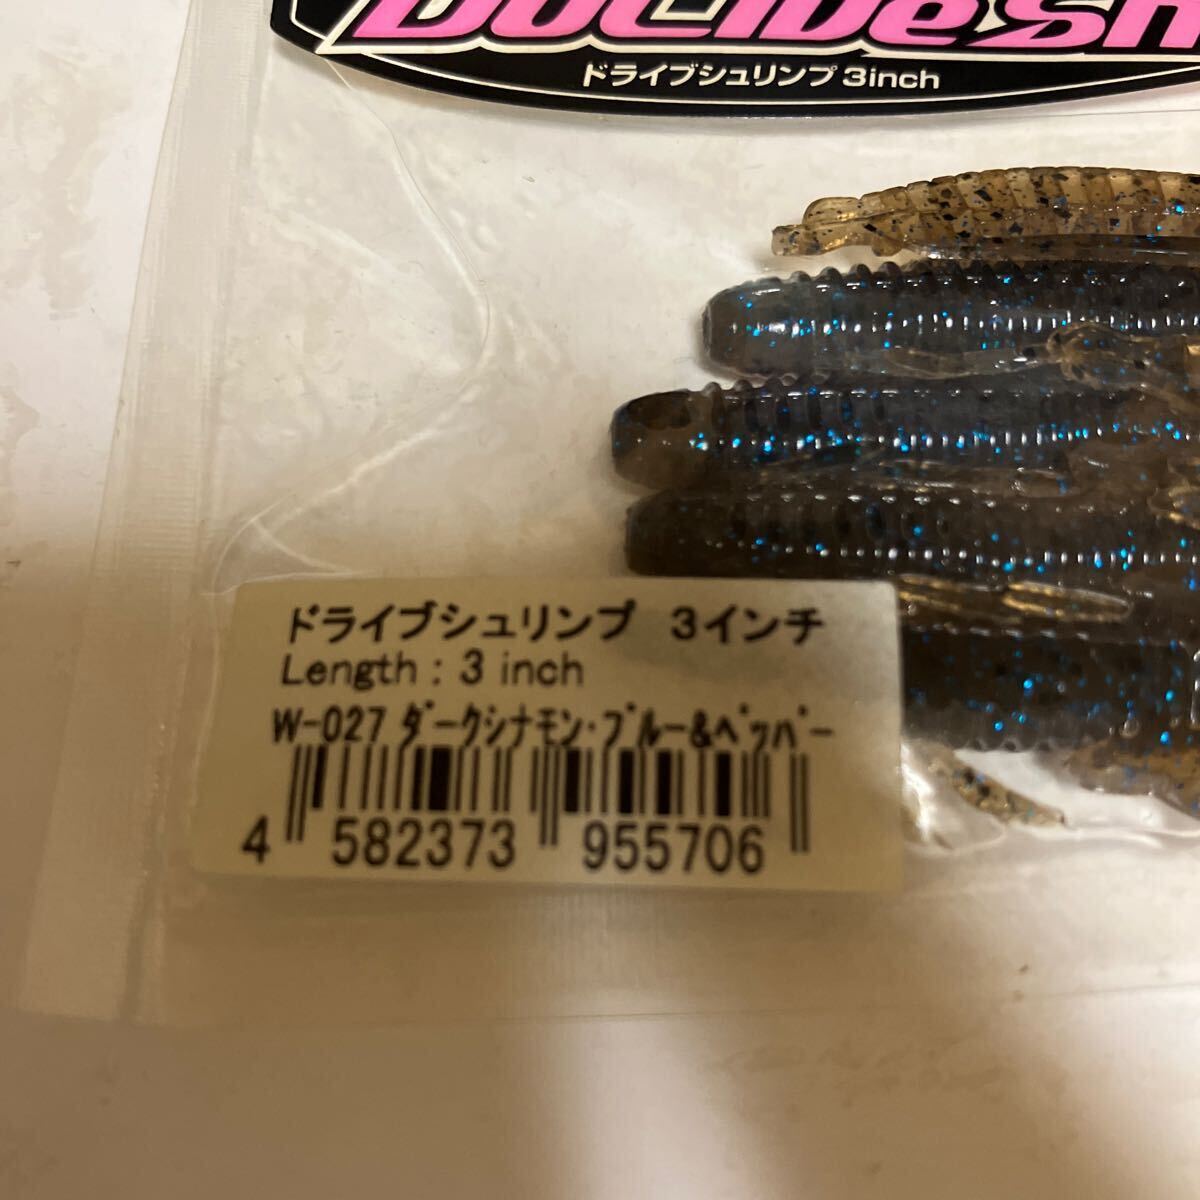 ドライブシュリンプ 3inch
ドライブシュリンプ 3インチ
Length : 3 inch
W-027 ﾀﾞｰｸｼﾅﾓﾝ･ﾌﾞﾙｰ&ﾍﾟｯﾊﾟｰ
4 582373 955706